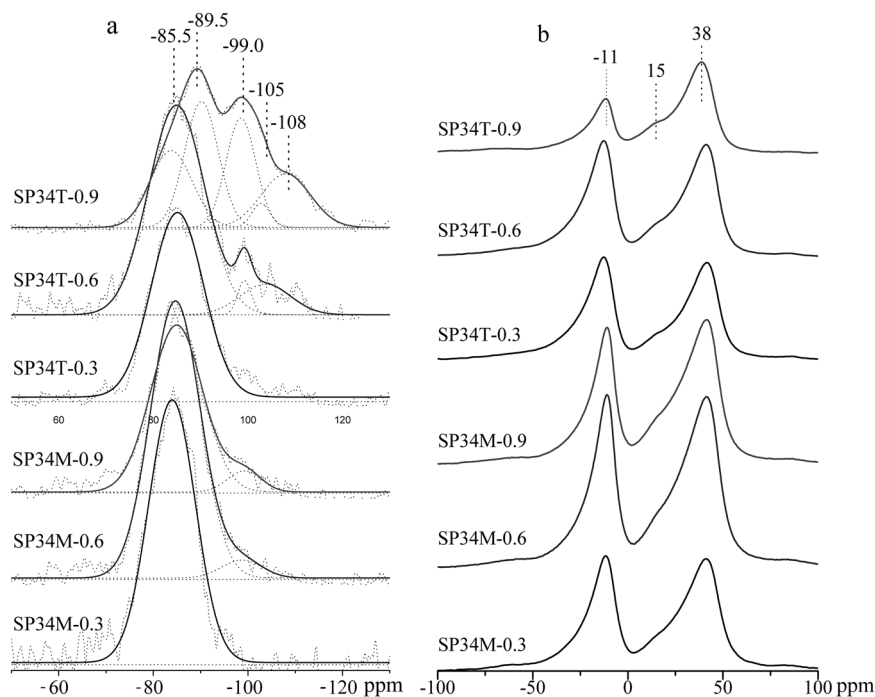 a
-85.5
-89.5
-99.0
-105
-108
SP34T-0.9
SP34T-0.6
SP34T-0.3
60 80 100 120
SP34M-0.9
SP34M-0.6
SP34M-0.3
-60 -80 -100 -120 ppm
b
-11
15
38
SP34T-0.9
SP34T-0.6
SP34T-0.3
SP34M-0.9
SP34M-0.6
SP34M-0.3
-100 -50 0 50 100
ppm